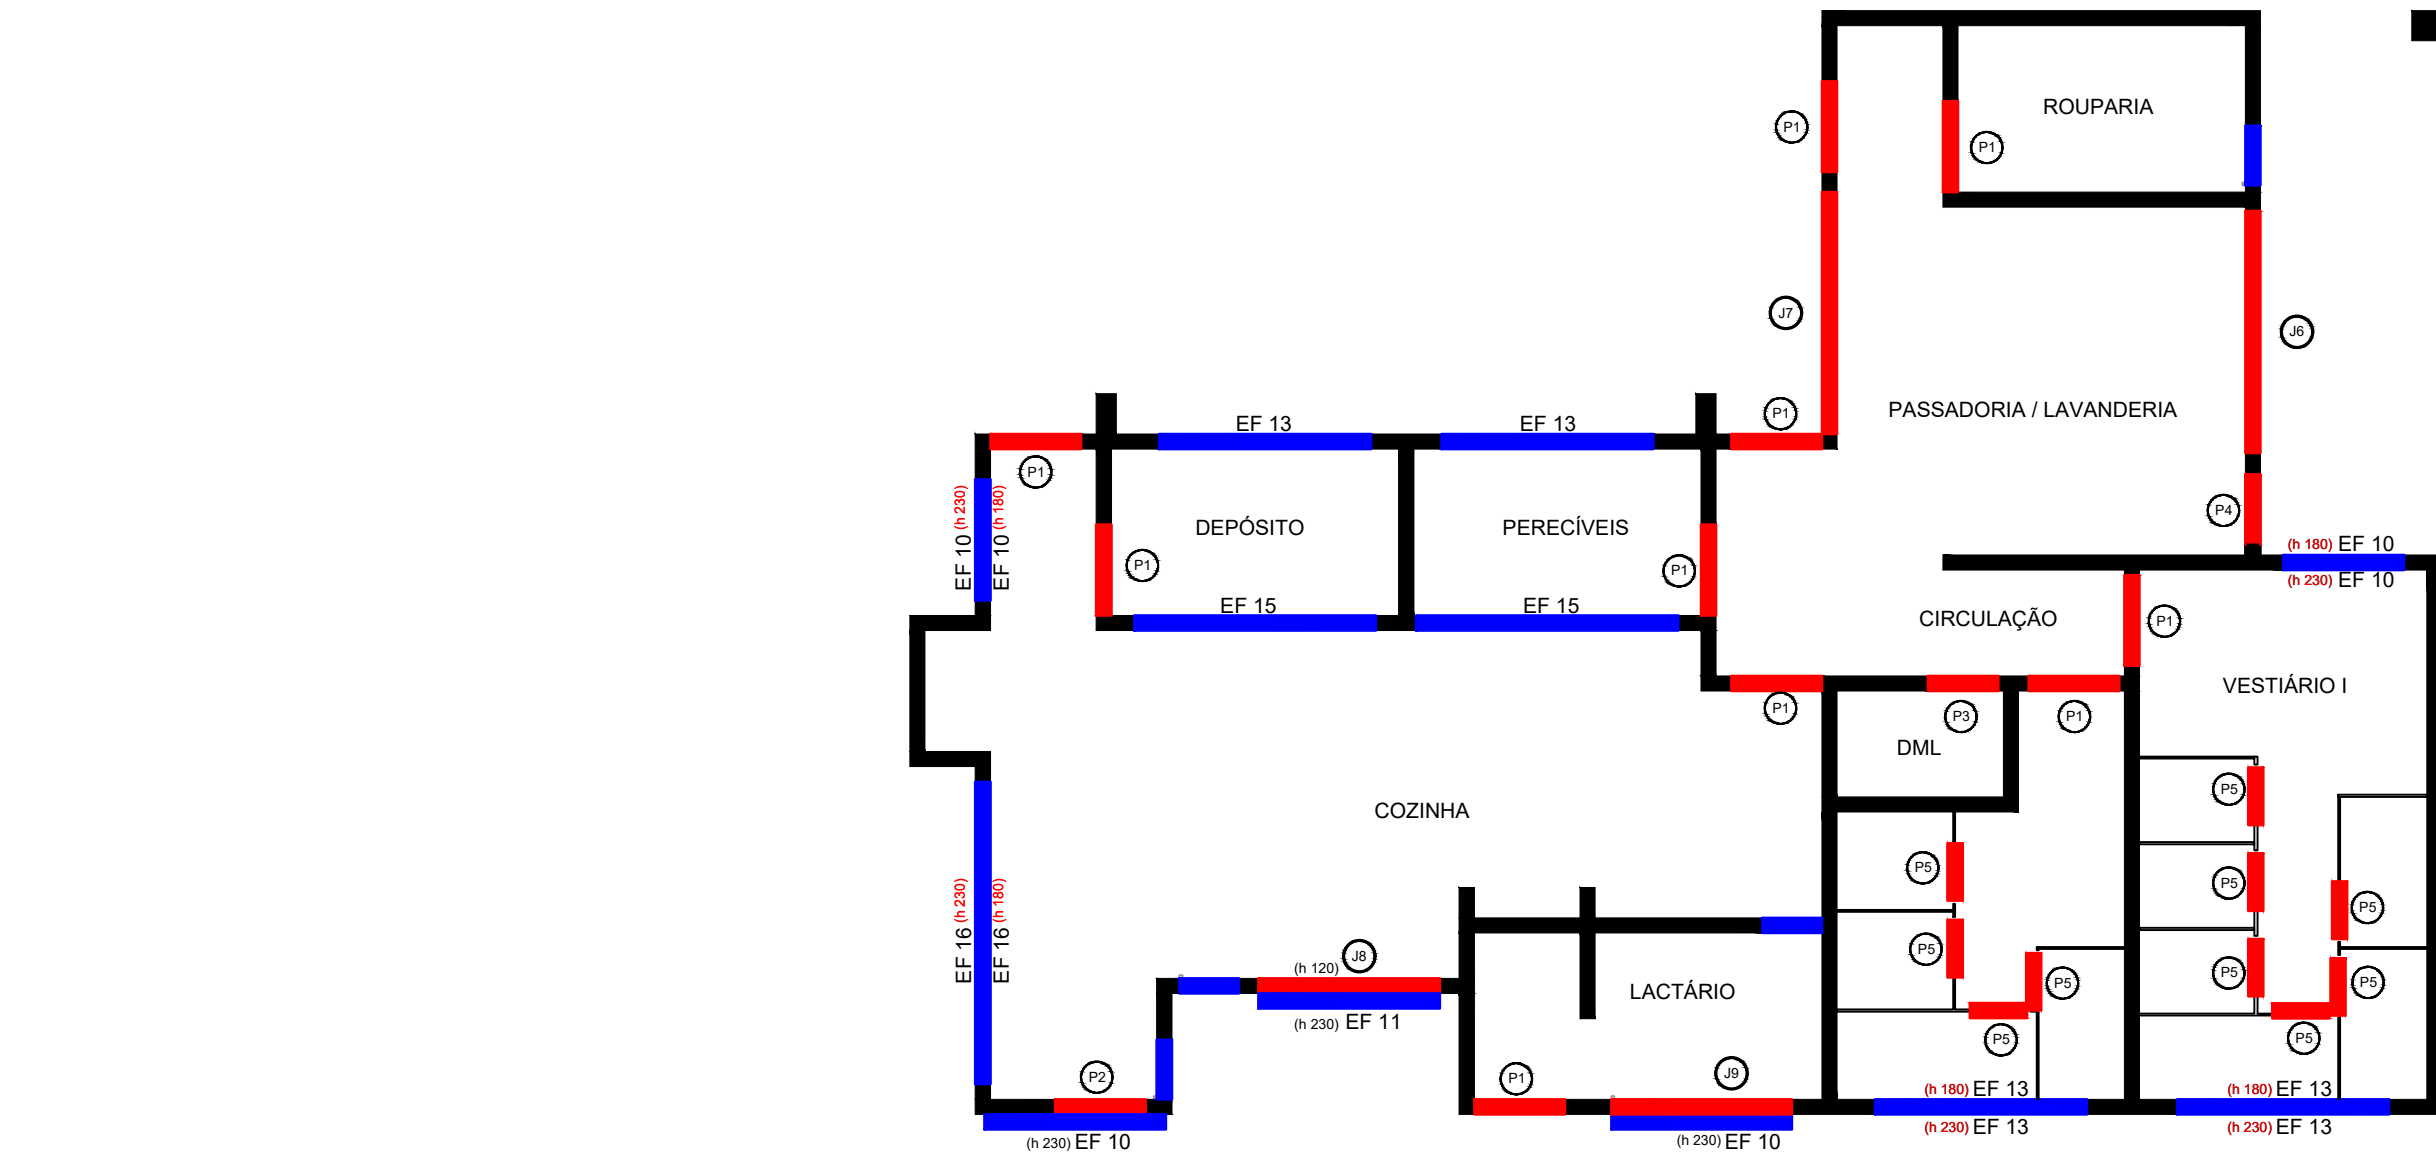 ROUPARIA
P1
P1
J7
J6
PASSADORIA / LAVANDERIA
P1
EF 13
EF 13
P1
EF 10 (h 230)
EF 10 (h 180)
P4
DEPÓSITO
PERECÍVEIS
(h 180) EF 10
P1
P1
(h 230) EF 10
EF 15
EF 15
CIRCULAÇÃO
P1
VESTIÁRIO I
P1
P3
P1
DML
P5
COZINHA
P5
P5
P5
EF 16 (h 230)
EF 16 (h 180)
P5
J8
(h 120)
P5
P5
P5
LACTÁRIO
(h 230) EF 11
P5
P5
J9
P2
P1
(h 180) EF 13
(h 180) EF 13
(h 230) EF 13
(h 230) EF 13
(h 230) EF 10
(h 230) EF 10